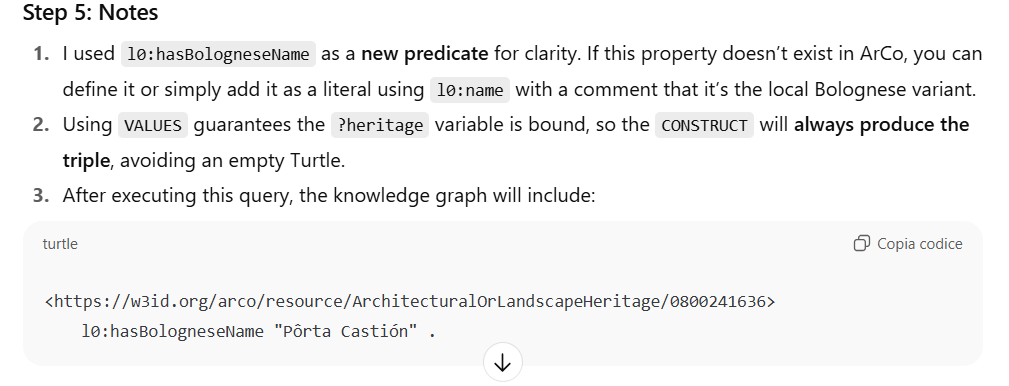 Step 5: Notes
1. I used l0:hasBologneseName as a new predicate for clarity. If this property doesn’t exist in ArCo, you can
define it or simply add it as a literal using l0:name with a comment that it’s the local Bolognese variant.
2. Using VALUES guarantees the ?heritage variable is bound, so the CONSTRUCT will always produce the
triple, avoiding an empty Turtle.
3. After executing this query, the knowledge graph will include:
turtle
Copia codice
<https://w3id.org/arco/resource/ArchitecturalOrLandscapeHeritage/0800241636>
l0:hasBologneseName "Pôrta Castión" .